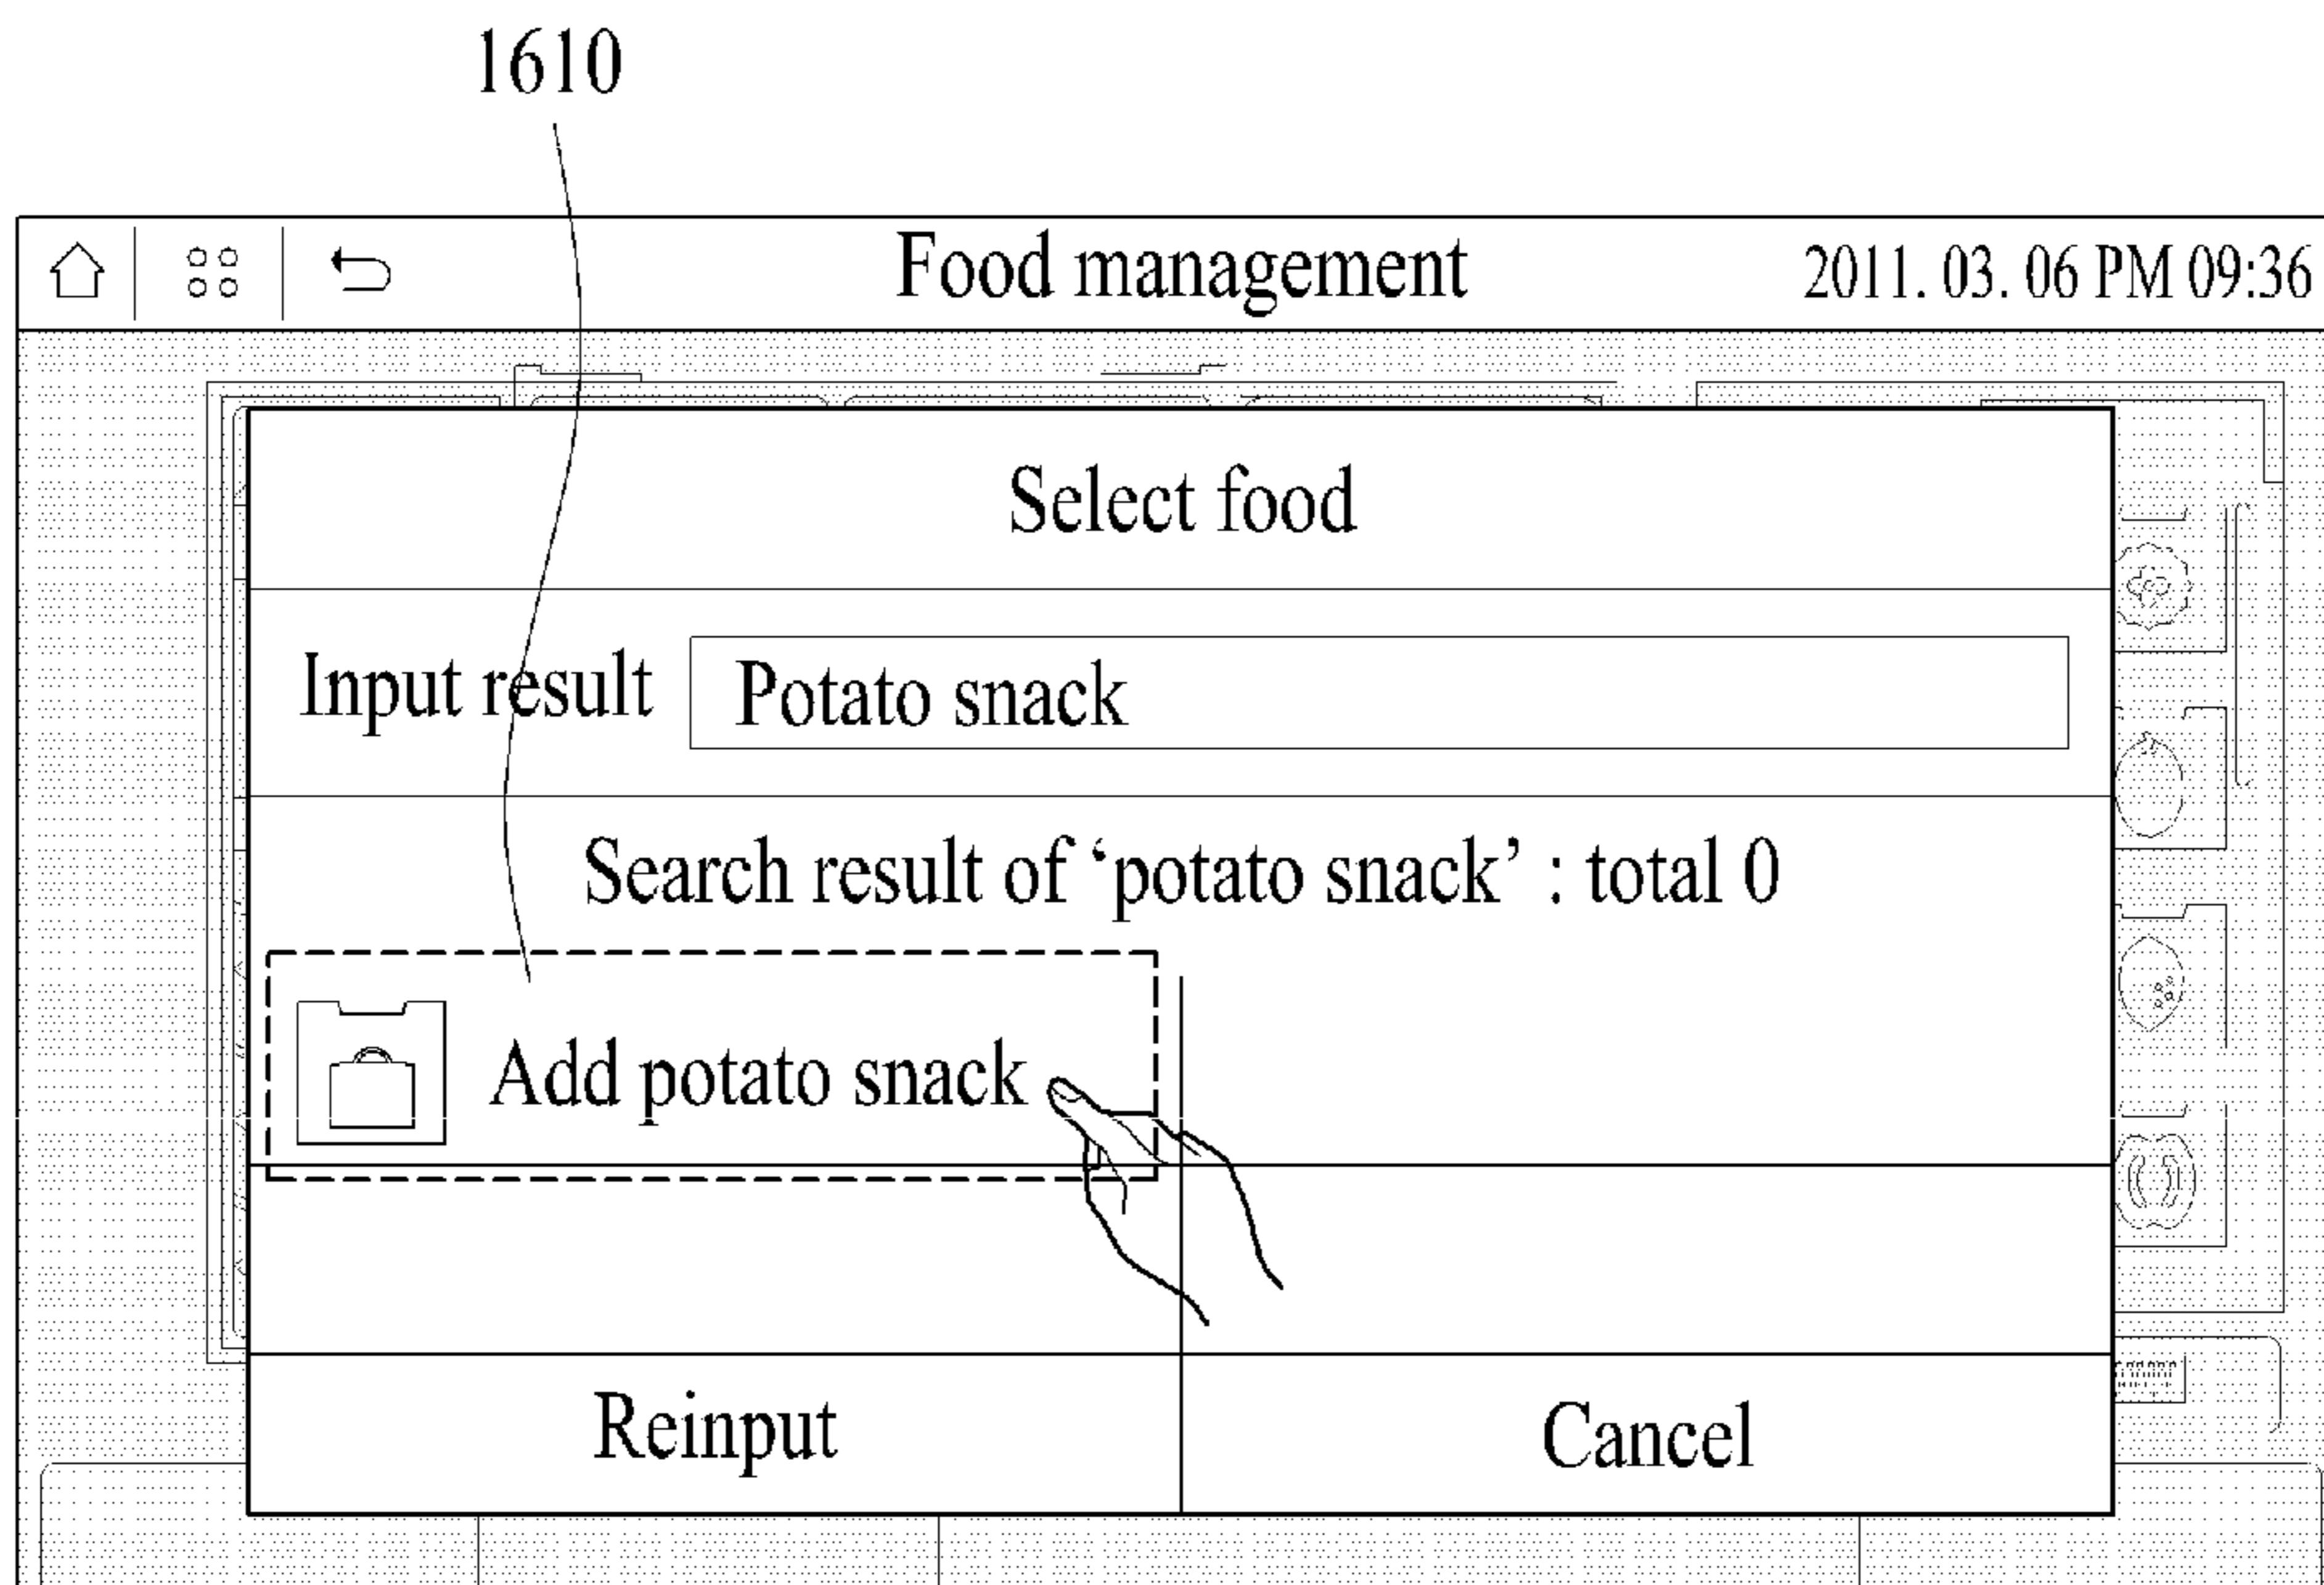 1610
Food management 2011. 03. 06 PM 09:36
Select food
Input result Potato snack
Search result of ‘potato snack’ : total 0
Add potato snack
Reinput Cancel